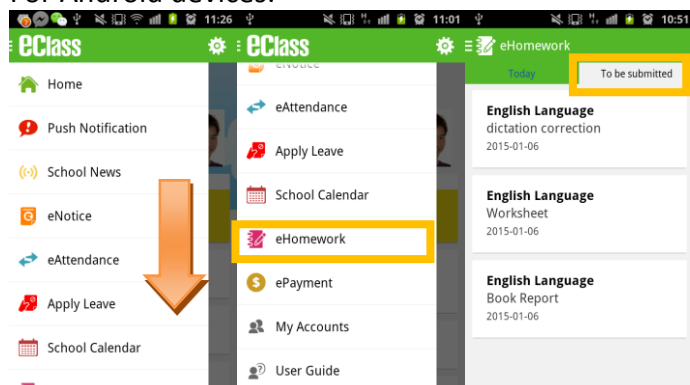 For Android devices:
11:26
eClass
Home
Push Notification
School News
eNotice
eAttendance
Apply Leave
School Calendar
11:01
eClass
eNotice
eAttendance
Apply Leave
School Calendar
eHomework
ePayment
My Accounts
User Guide
10:51
eHomework
Today
To be submitted
English Language
dictation correction
2015-01-06
English Language
Worksheet
2015-01-06
English Language
Book Report
2015-01-06